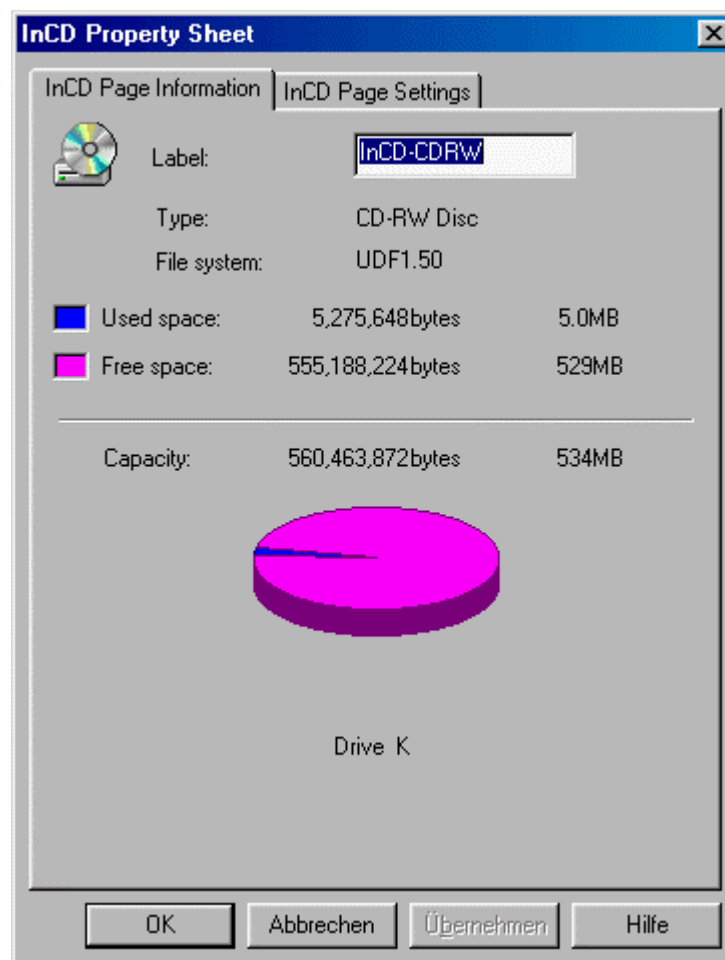 InCD Property Sheet
InCD Page Information InCD Page Settings
Label: InCD-CDRW
Type: CD-RW Disc
File system: UDF1.50
Used space: 5,275,648bytes 5.0MB
Free space: 555,188,224bytes 529MB
Capacity: 560,463,872bytes 534MB
Drive K
OK Abbrechen Übernehmen Hilfe